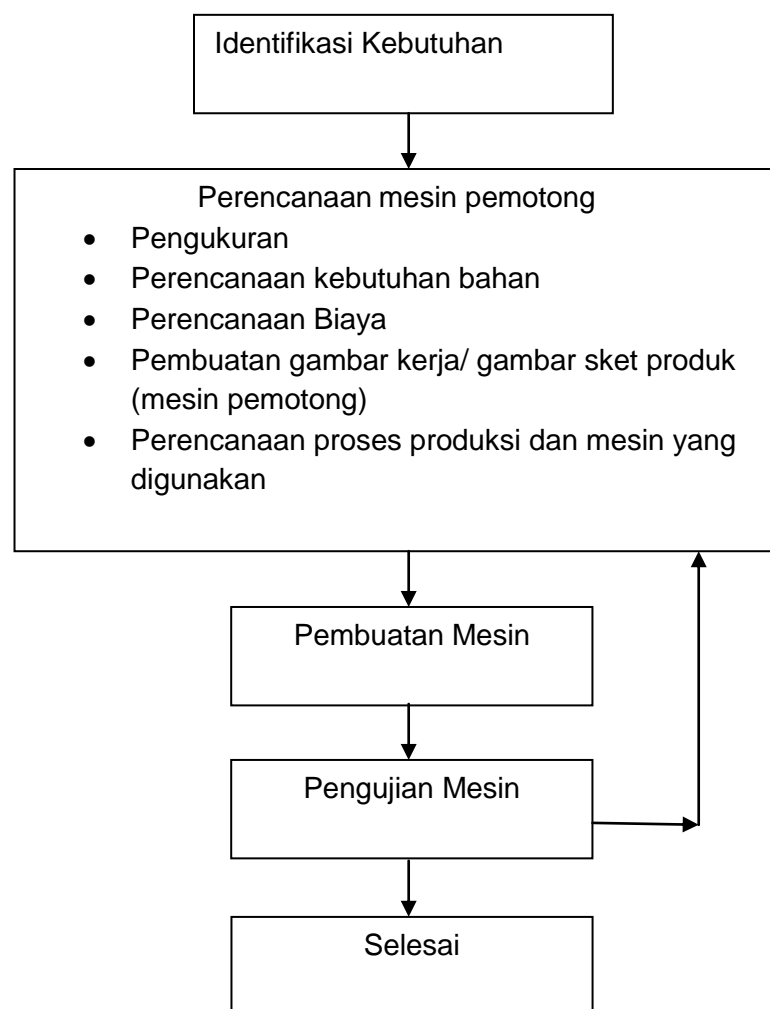 Identifikasi Kebutuhan
Perencanaan mesin pemotong
• Pengukuran
• Perencanaan kebutuhan bahan
• Perencanaan Biaya
• Pembuatan gambar kerja/ gambar sket produk
(mesin pemotong)
• Perencanaan proses produksi dan mesin yang
digunakan
Pembuatan Mesin
Pengujian Mesin
Selesai